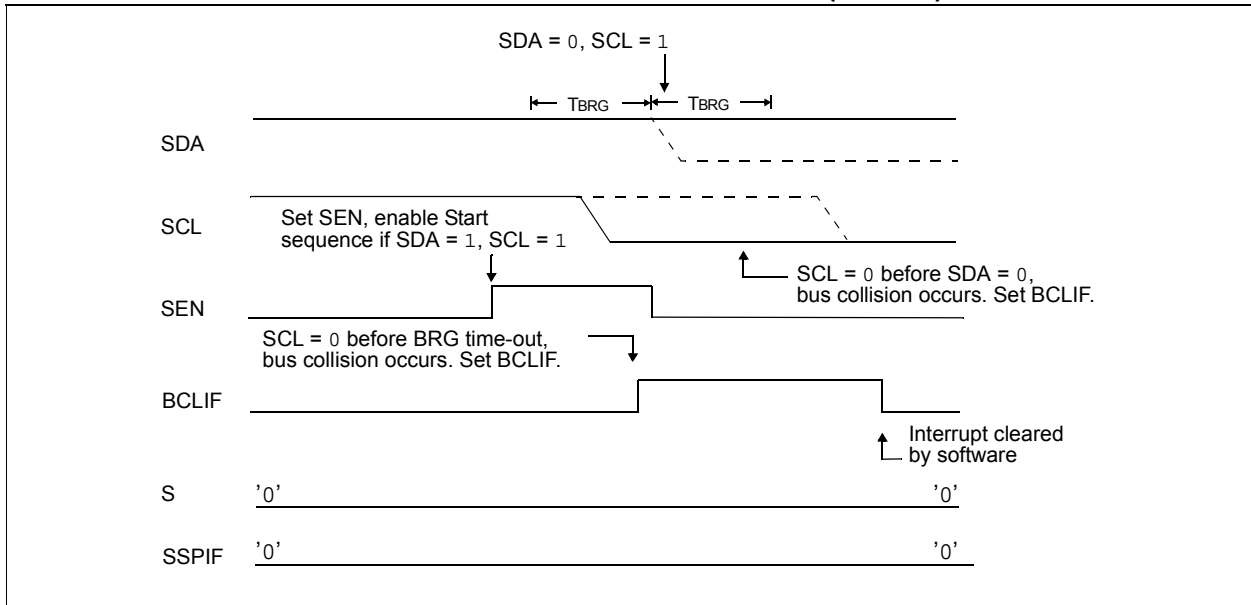 SDA = 0, SCL = 1
TBRG TBRG
SDA
SCL
Set SEN, enable Start
sequence if SDA = 1, SCL = 1
SCL = 0 before SDA = 0,
bus collision occurs. Set BCLIF.
SEN
SCL = 0 before BRG time-out,
bus collision occurs. Set BCLIF.
BCLIF
Interrupt cleared
by software
S '0' '0'
SSPIF '0' '0'